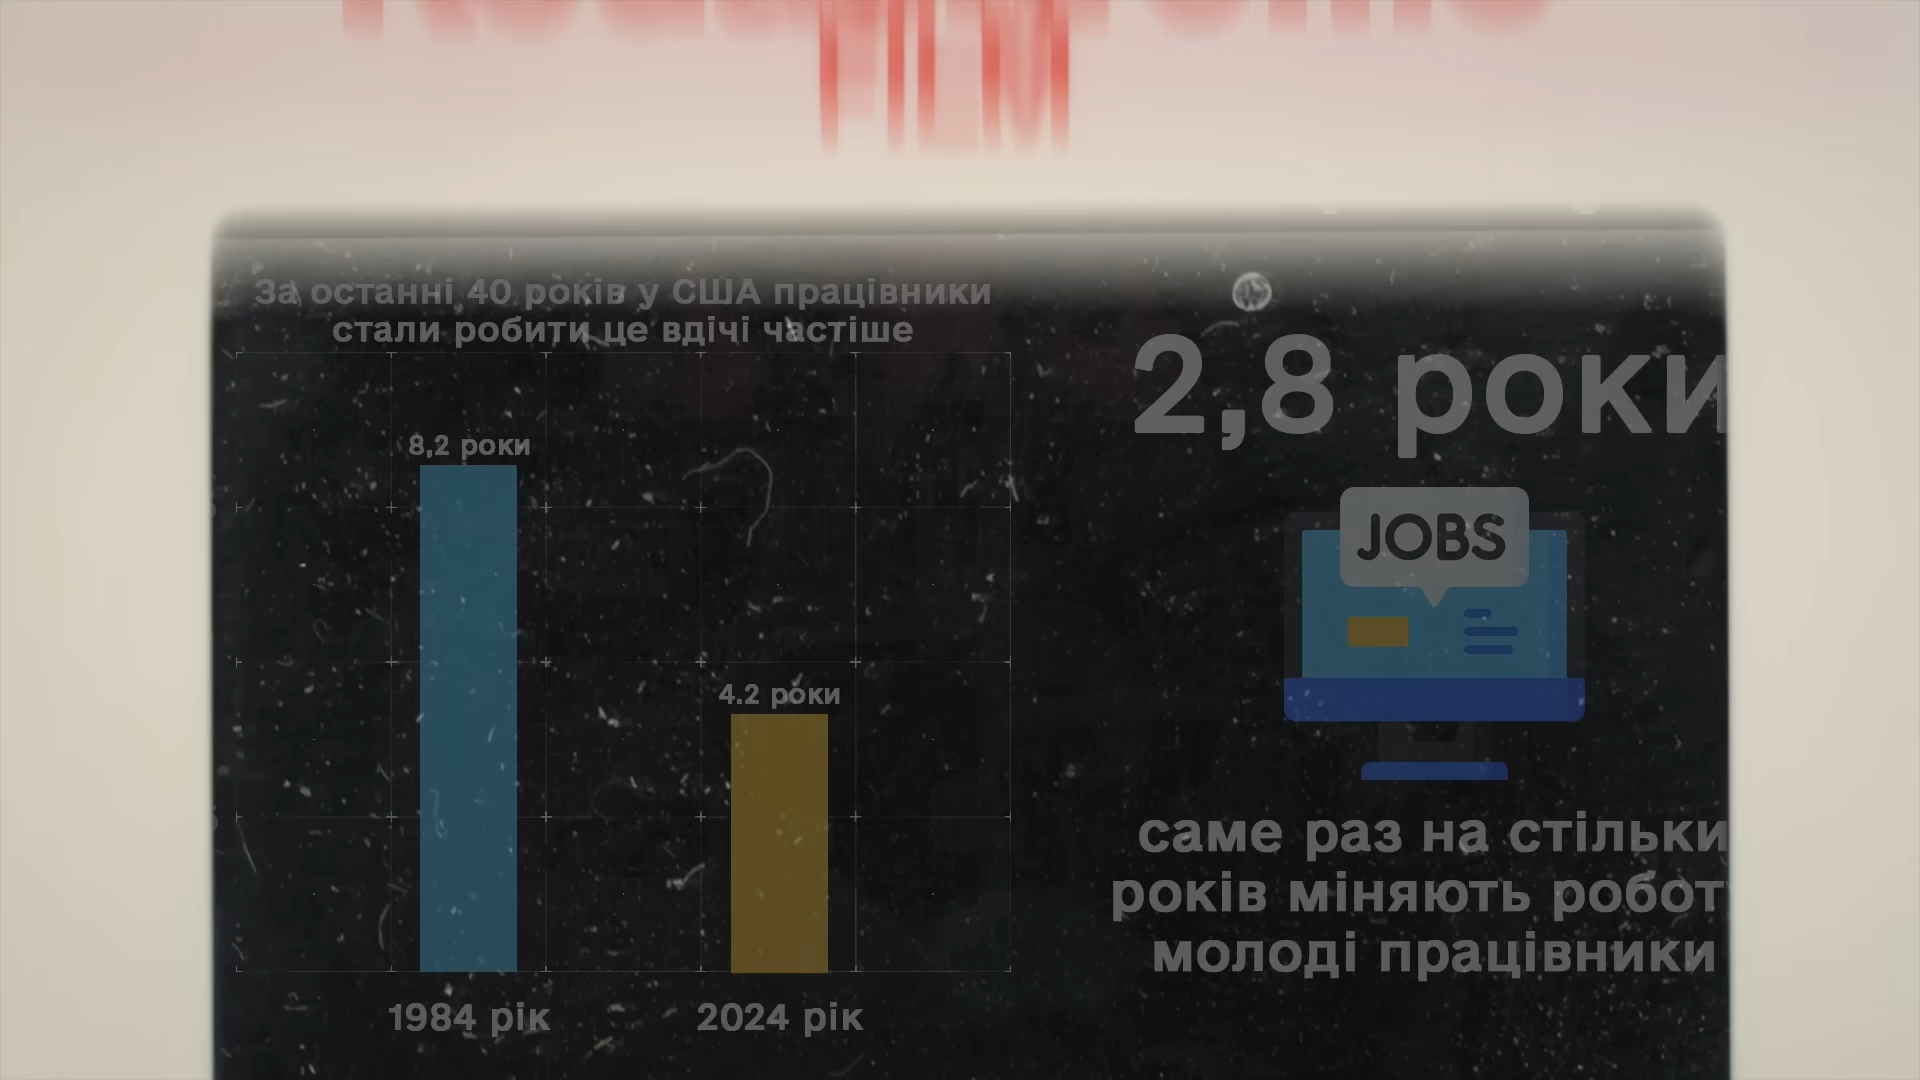 За останні 40 років у США працівники
стали робити це вдічі частіше
8,2 роки
4.2 роки
1984 рік
2024 рік
2,8 роки
JOBS
саме раз на стільки
років міняють робот
молоді працівники